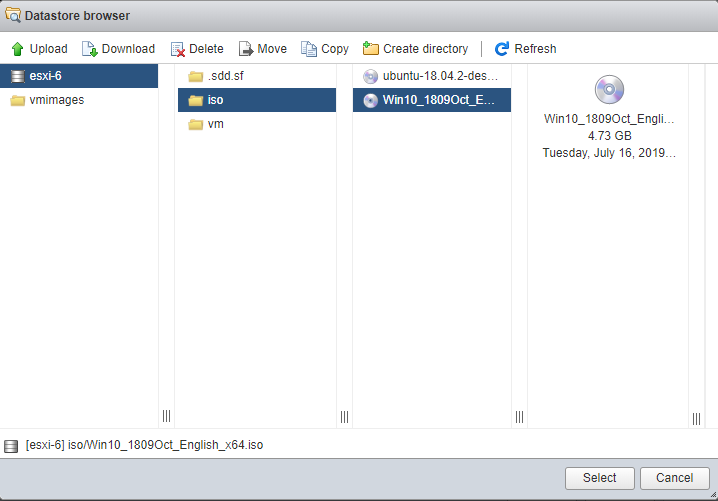 Datastore browser
Upload Download Delete Move Copy Create directory Refresh
esxi-6 .sdd.sf ubuntu-18.04.2-des...
vmimages iso Win10_1809Oct_E...
vm
Win10_1809Oct_Engli...
4.73 GB
Tuesday, July 16, 2019...
[esxi-6] iso/Win10_1809Oct_English_x64.iso
Select Cancel